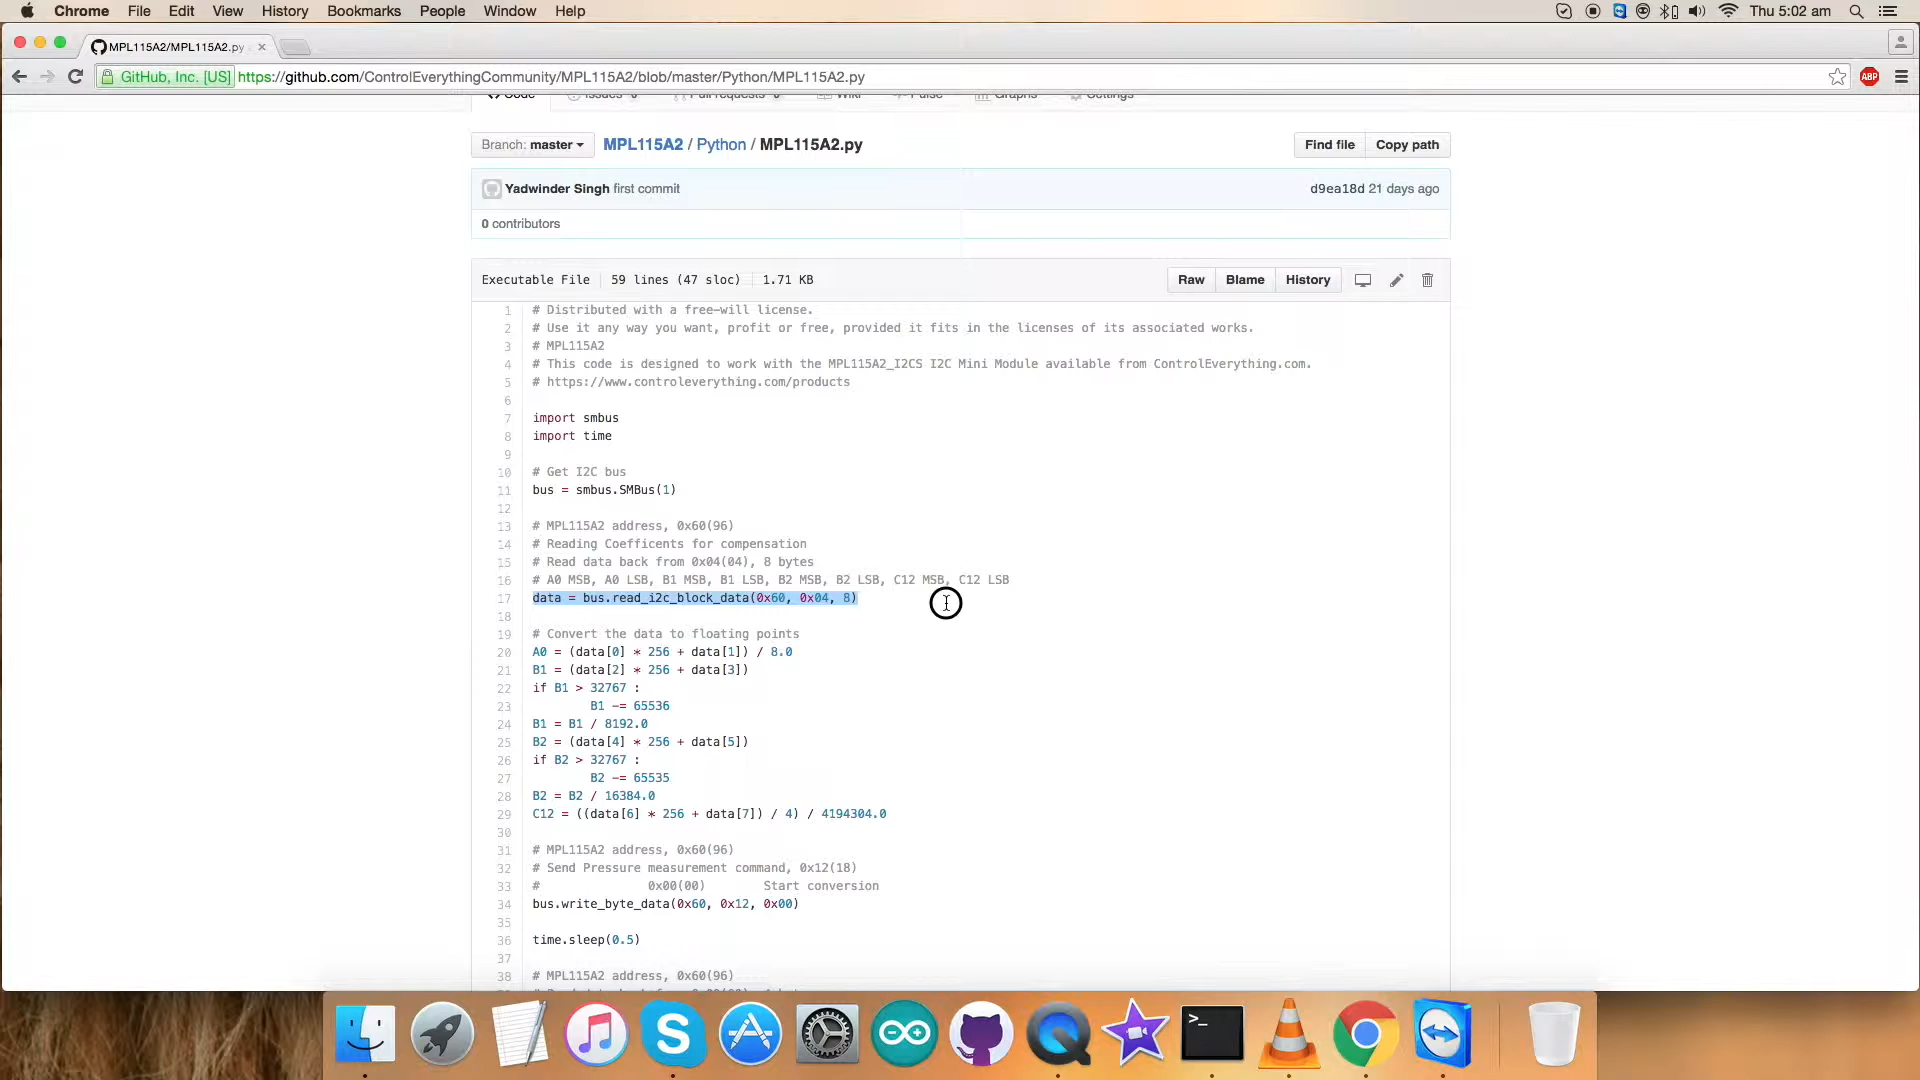 Chrome File Edit View History Bookmarks People Window Help Thu 5:02 am
MPL115A2/MPL115A2.py
GitHub, Inc. [US] https://github.com/ControlEverythingCommunity/MPL115A2/blob/master/Python/MPL115A2.py ABP
Code Issues 0 Pull requests 0 Wiki Pulse Graphs Settings
Branch: master MPL115A2 / Python / MPL115A2.py Find file Copy path
Yadwinder Singh first commit d9ea18d 21 days ago
0 contributors
Executable File 59 lines (47 sloc) 1.71 KB Raw Blame History
1 # Distributed with a free-will license.
2 # Use it any way you want, profit or free, provided it fits in the licenses of its associated works.
3 # MPL115A2
4 # This code is designed to work with the MPL115A2_I2CS I2C Mini Module available from ControlEverything.com.
5 # https://www.controleverything.com/products
6
7 import smbus
8 import time
9
10 # Get I2C bus
11 bus = smbus.SMBus(1)
12
13 # MPL115A2 address, 0x60(96)
14 # Reading Coefficents for compensation
15 # Read data back from 0x04(04), 8 bytes
16 # A0 MSB, A0 LSB, B1 MSB, B1 LSB, B2 MSB, B2 LSB, C12 MSB, C12 LSB
17 data = bus.read_i2c_block_data(0x60, 0x04, 8)
18
19 # Convert the data to floating points
20 A0 = (data[0] * 256 + data[1]) / 8.0
21 B1 = (data[2] * 256 + data[3])
22 if B1 > 32767 :
23 B1 -= 65536
24 B1 = B1 / 8192.0
25 B2 = (data[4] * 256 + data[5])
26 if B2 > 32767 :
27 B2 -= 65535
28 B2 = B2 / 16384.0
29 C12 = ((data[6] * 256 + data[7]) / 4) / 4194304.0
30
31 # MPL115A2 address, 0x60(96)
32 # Send Pressure measurement command, 0x12(18)
33 # 0x00(00) Start conversion
34 bus.write_byte_data(0x60, 0x12, 0x00)
35
36 time.sleep(0.5)
37
38 # MPL115A2 address, 0x60(96)